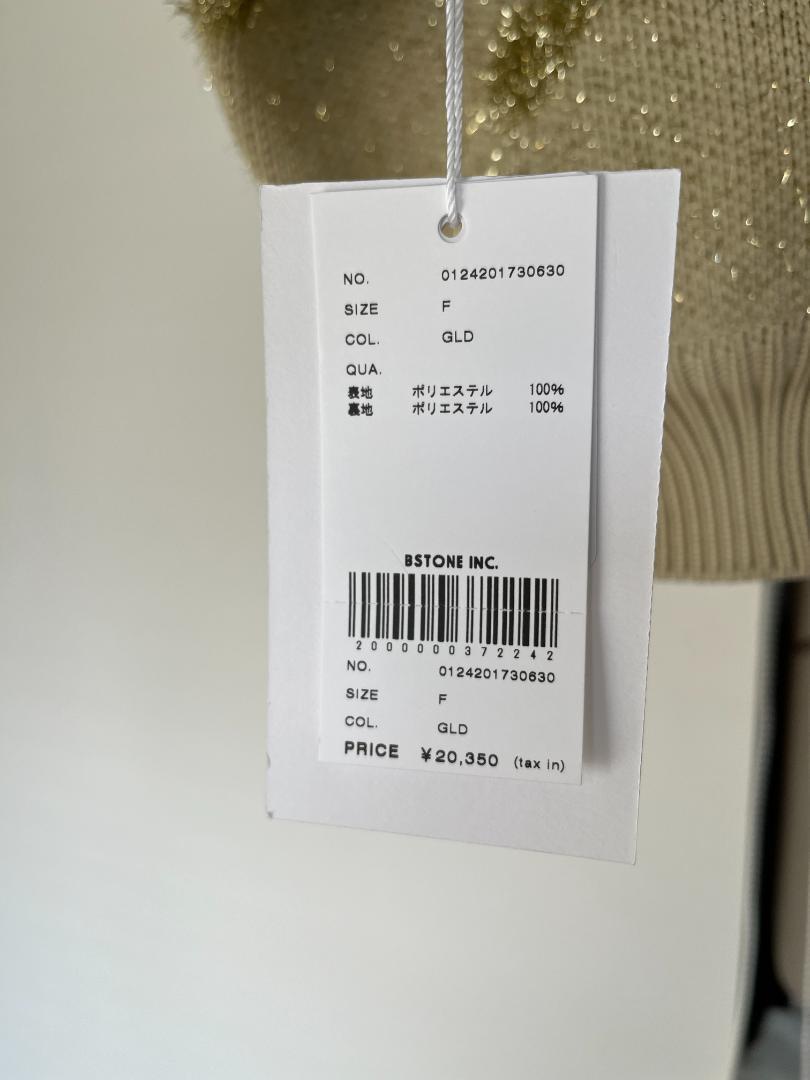 NO. 0124201730630
SIZE F
COL. GLD
QUA.
表地 ポリエステル 100%
裏地 ポリエステル 100%
BSTONE INC.
2000000372242
NO. 0124201730630
SIZE F
COL. GLD
PRICE ¥20,350 (tax in)